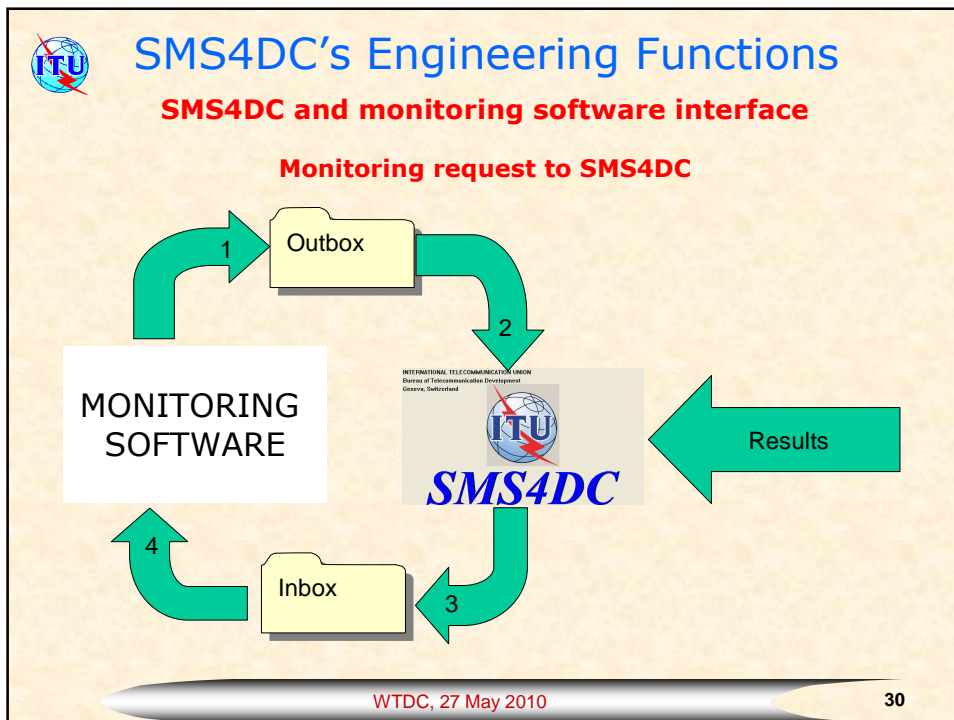 ITU
SMS4DC's Engineering Functions
SMS4DC and monitoring software interface
Monitoring request to SMS4DC
1
Outbox
2
MONITORING
SOFTWARE
INTERNATIONAL TELECOMMUNICATION UNION
Bureau of Telecommunication Development
Geneva, Switzerland
ITU
SMS4DC
Results
4
Inbox
3
WTDC, 27 May 2010
30